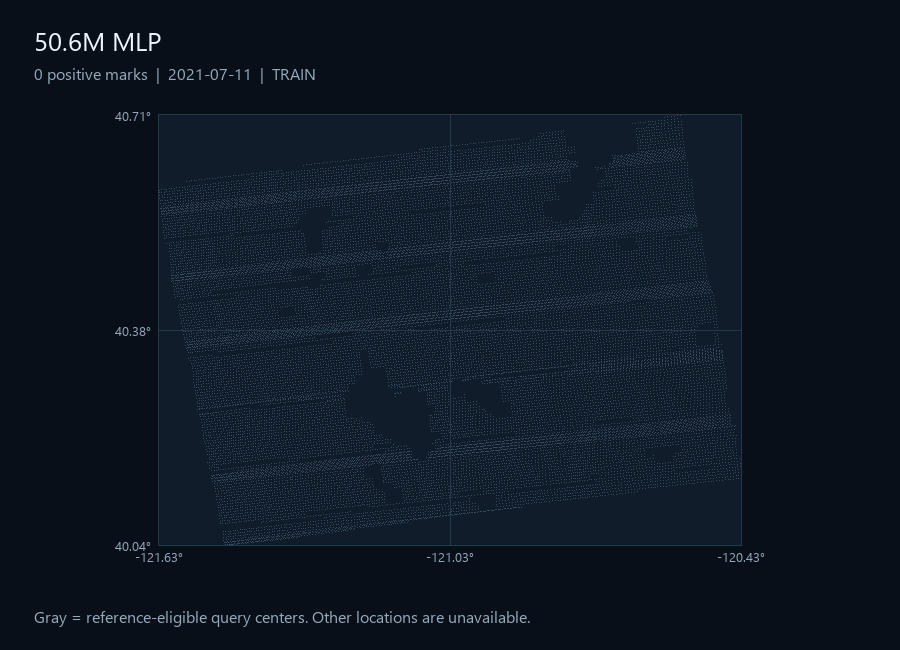 50.6M MLP
0 positive marks | 2021-07-11 | TRAIN
40.71°
40.38°
40.04°
-121.63°
-121.03°
-120.43°
Gray = reference-eligible query centers. Other locations are unavailable.